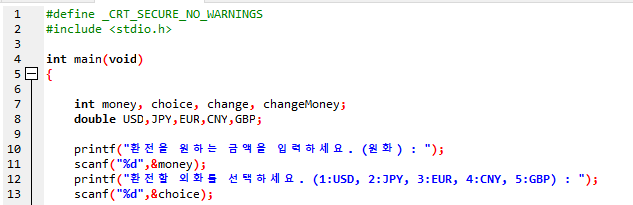 1 #define _CRT_SECURE_NO_WARNINGS
2 #include <stdio.h>
3
4 int main(void)
5 {
6
7 int money, choice, change, changeMoney;
8 double USD,JPY,EUR,CNY,GBP;
9
10 printf("환전을 원하는 금액을 입력하세요. (원화) : ");
11 scanf("%d",&money);
12 printf("환전할 외화를 선택하세요. (1:USD, 2:JPY, 3:EUR, 4:CNY, 5:GBP) : ");
13 scanf("%d",&choice);